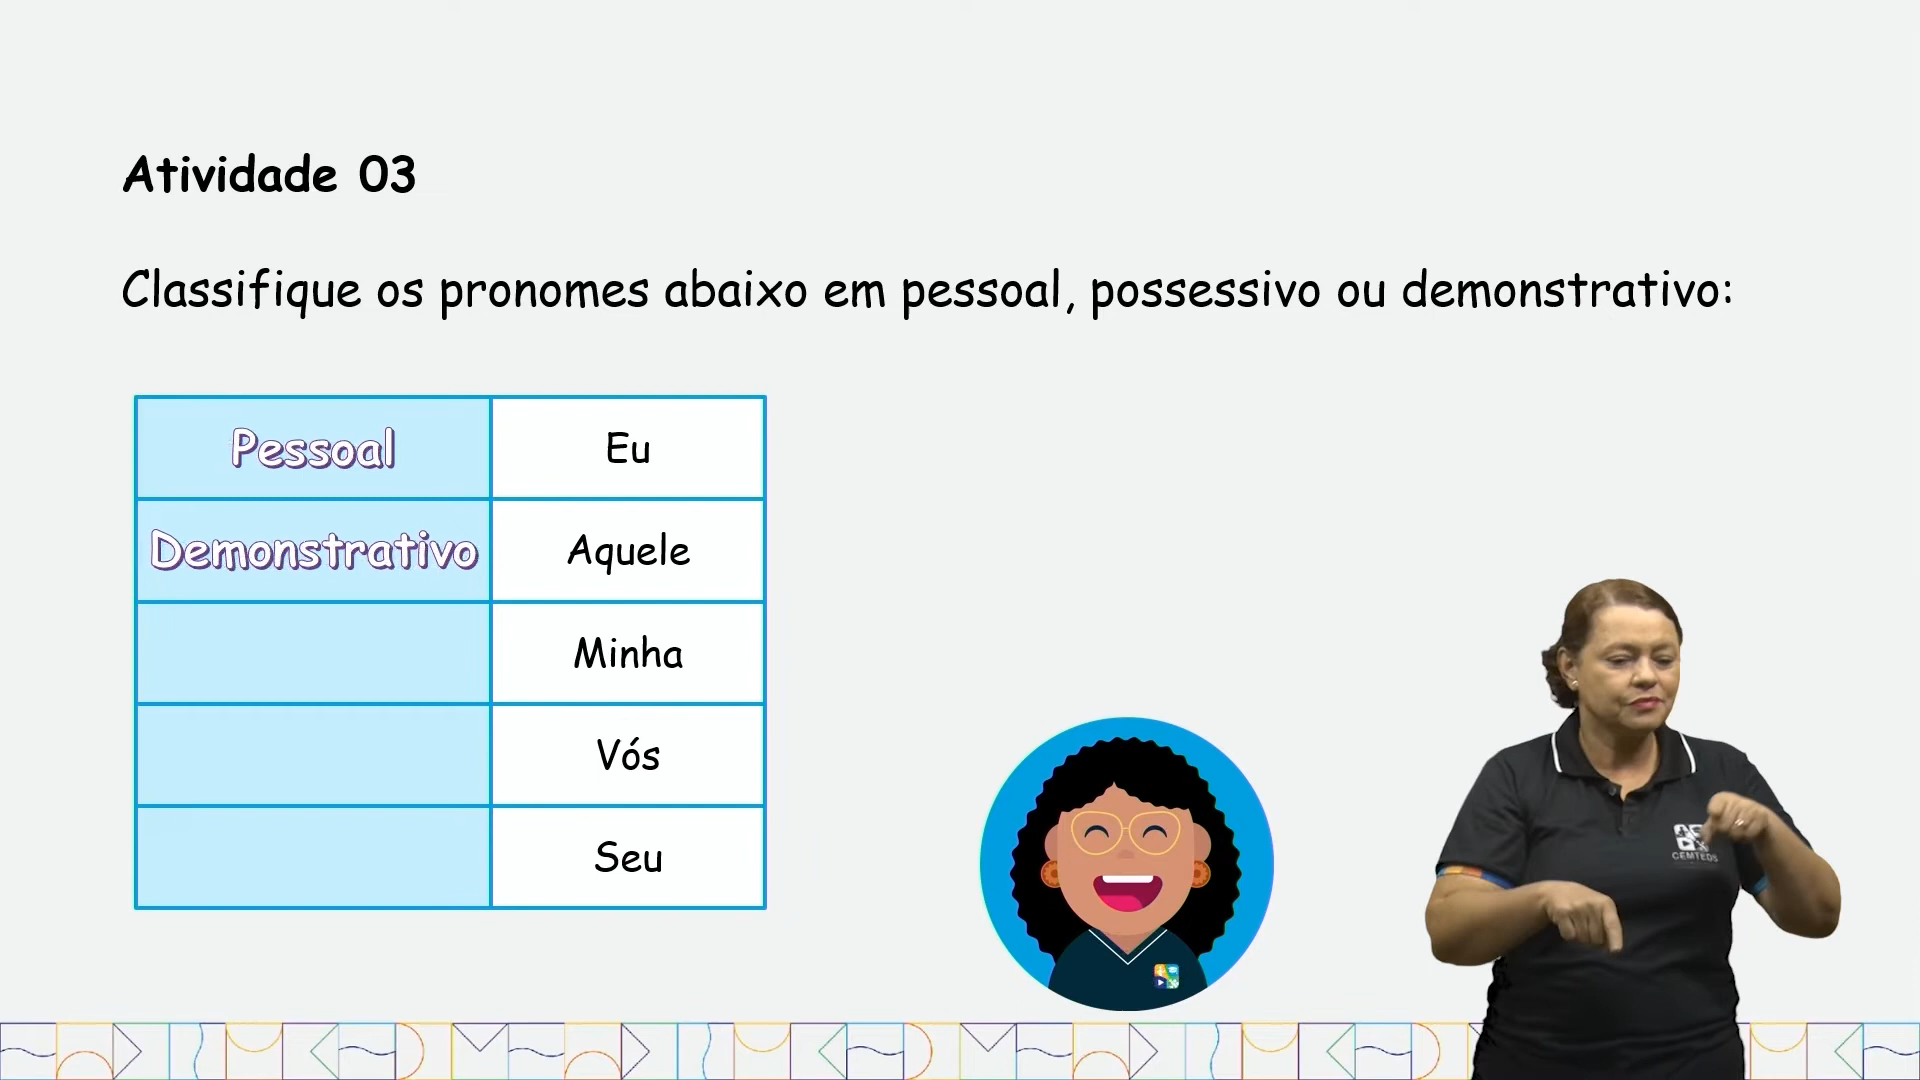 Atividade 03
Classifique os pronomes abaixo em pessoal, possessivo ou demonstrativo:
Pessoal
Eu
Demonstrativo
Aquele
Minha
Vós
Seu
CEMTEDS